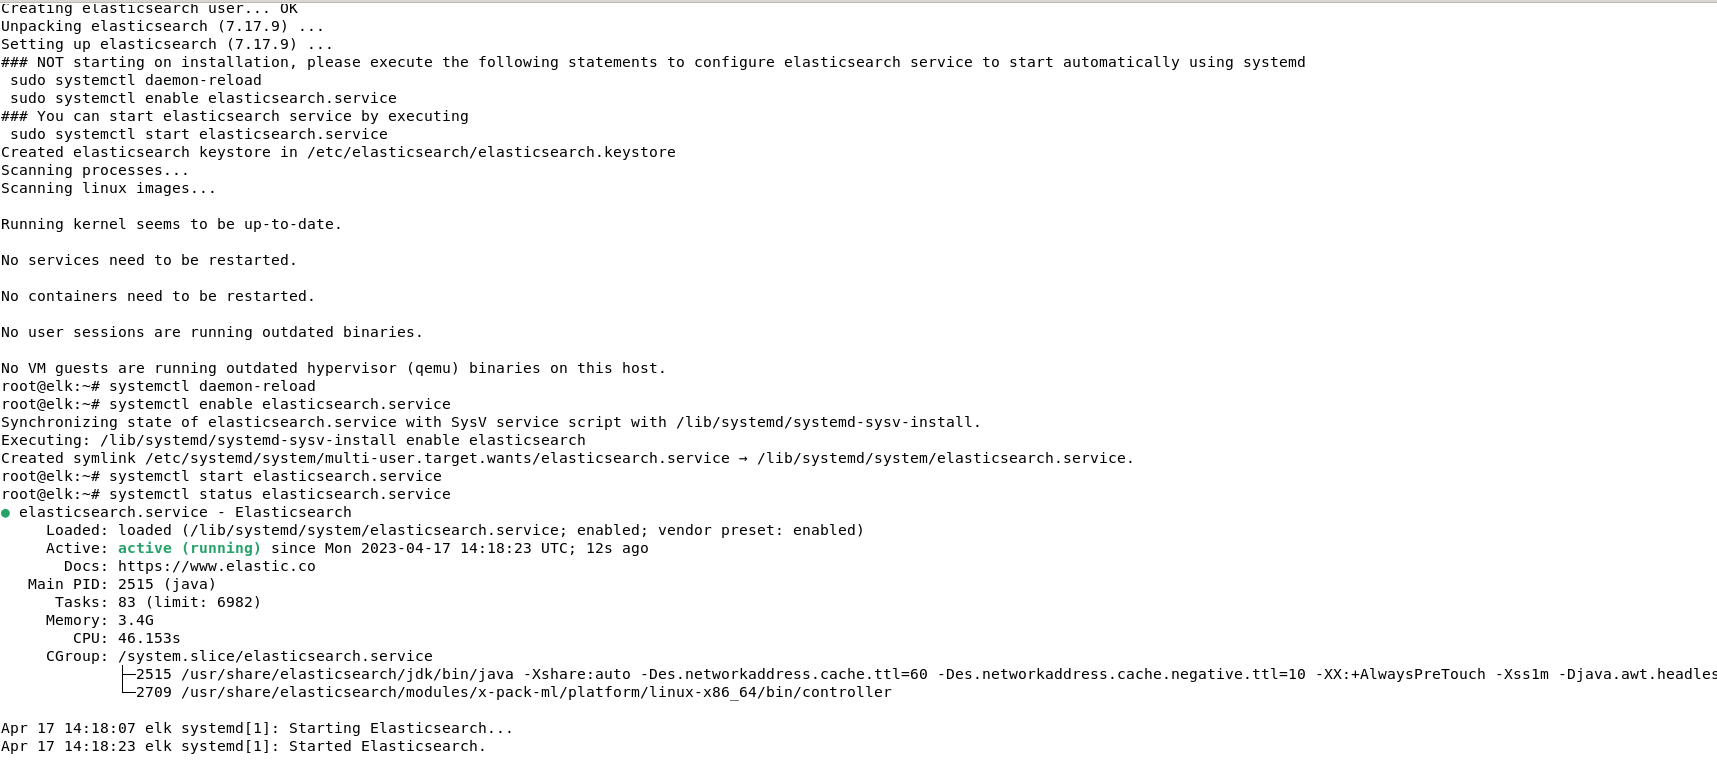 Creating elasticsearch user... OK
Unpacking elasticsearch (7.17.9) ...
Setting up elasticsearch (7.17.9) ...
### NOT starting on installation, please execute the following statements to configure elasticsearch service to start automatically using systemd
 sudo systemctl daemon-reload
 sudo systemctl enable elasticsearch.service
### You can start elasticsearch service by executing
 sudo systemctl start elasticsearch.service
Created elasticsearch keystore in /etc/elasticsearch/elasticsearch.keystore
Scanning processes...
Scanning linux images...

Running kernel seems to be up-to-date.

No services need to be restarted.

No containers need to be restarted.

No user sessions are running outdated binaries.

No VM guests are running outdated hypervisor (qemu) binaries on this host.
root@elk:~# systemctl daemon-reload
root@elk:~# systemctl enable elasticsearch.service
Synchronizing state of elasticsearch.service with SysV service script with /lib/systemd/systemd-sysv-install.
Executing: /lib/systemd/systemd-sysv-install enable elasticsearch
Created symlink /etc/systemd/system/multi-user.target.wants/elasticsearch.service → /lib/systemd/system/elasticsearch.service.
root@elk:~# systemctl start elasticsearch.service
root@elk:~# systemctl status elasticsearch.service
● elasticsearch.service - Elasticsearch
     Loaded: loaded (/lib/systemd/system/elasticsearch.service; enabled; vendor preset: enabled)
     Active: active (running) since Mon 2023-04-17 14:18:23 UTC; 12s ago
       Docs: https://www.elastic.co
   Main PID: 2515 (java)
      Tasks: 83 (limit: 6982)
     Memory: 3.4G
        CPU: 46.153s
     CGroup: /system.slice/elasticsearch.service
             ├─2515 /usr/share/elasticsearch/jdk/bin/java -Xshare:auto -Des.networkaddress.cache.ttl=60 -Des.networkaddress.cache.negative.ttl=10 -XX:+AlwaysPreTouch -Xss1m -Djava.awt.headles
             └─2709 /usr/share/elasticsearch/modules/x-pack-ml/platform/linux-x86_64/bin/controller

Apr 17 14:18:07 elk systemd[1]: Starting Elasticsearch...
Apr 17 14:18:23 elk systemd[1]: Started Elasticsearch.